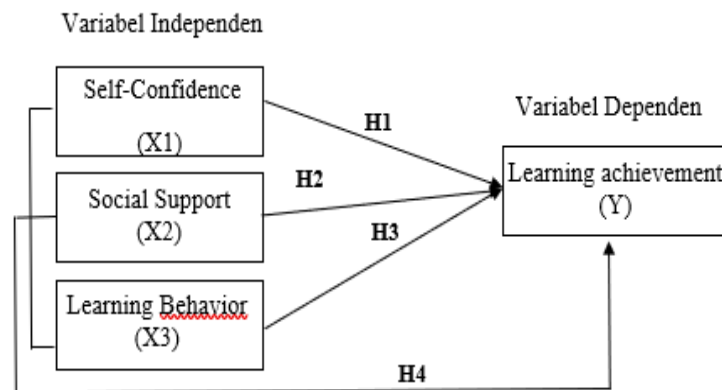 Variabel Independen
Self-Confidence
(X1)
Variabel Dependen
H1
Learning achievement
(Y)
H2
Social Support
(X2)
H3
Learning Behavior
(X3)
H4